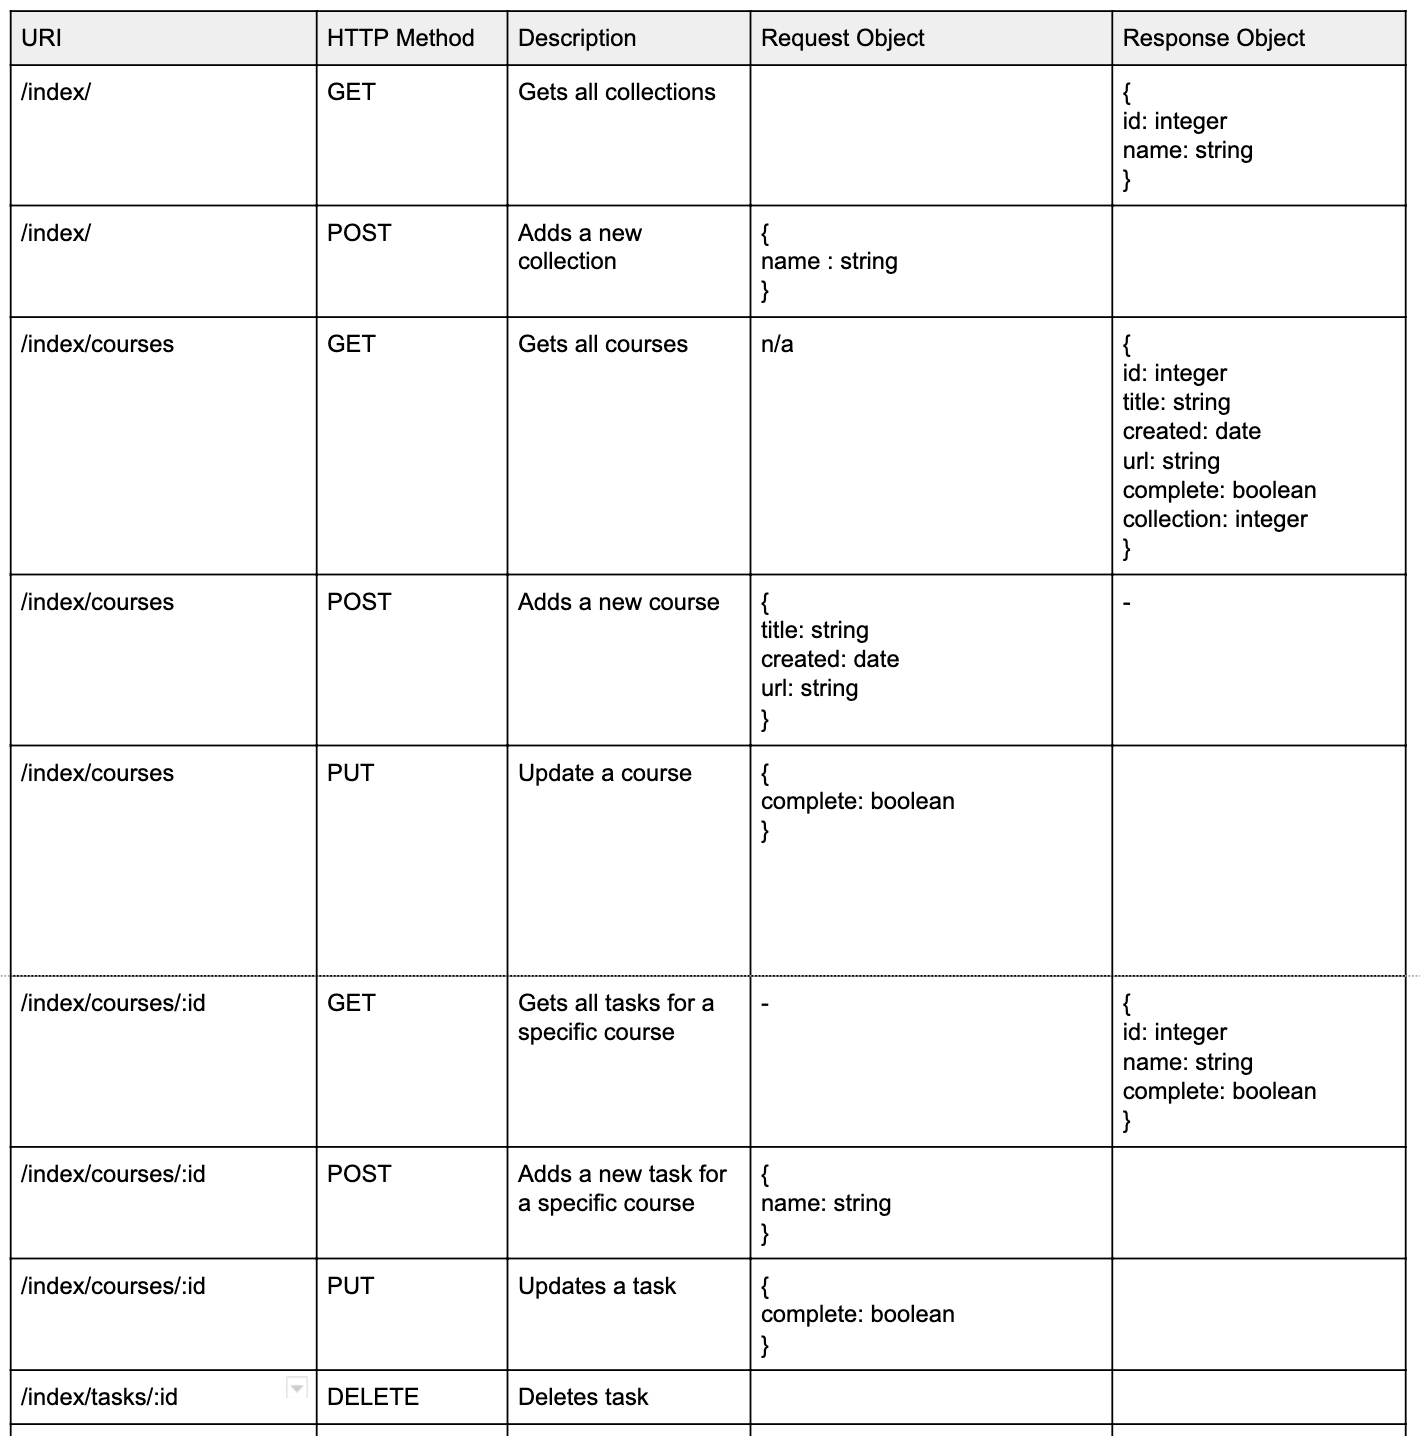 URI HTTP Method Description Request Object Response Object
/index/ GET Gets all collections {
id: integer
name: string
}
/index/ POST Adds a new
collection
{
name : string
}
/index/courses GET Gets all courses n/a {
id: integer
title: string
created: date
url: string
complete: boolean
collection: integer
}
/index/courses POST Adds a new course {
title: string
created: date
url: string
}
-
/index/courses PUT Update a course {
complete: boolean
}
/index/courses/:id GET Gets all tasks for a
specific course
-
{
id: integer
name: string
complete: boolean
}
/index/courses/:id POST Adds a new task for
a specific course
{
name: string
}
/index/courses/:id PUT Updates a task {
complete: boolean
}
/index/tasks/:id DELETE Deletes task